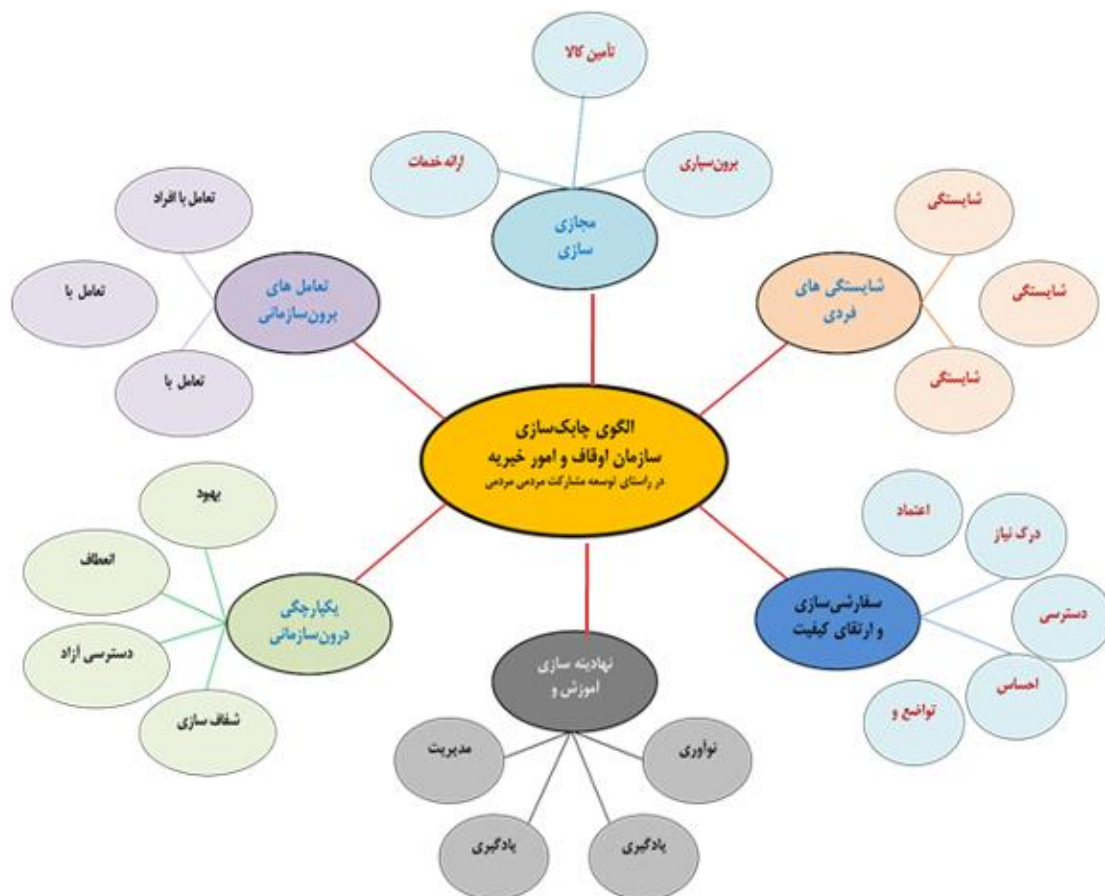 تأمین کالا
ارائه خدمات
برون‌سپاری
مجازی
سازی
شایستگی
شایستگی
شایستگی
شایستگی های
فردی
تعامل با افراد
تعامل با
تعامل با
تعامل های
برون‌سازمانی
الگوی چابک‌سازی
سازمان اوقاف و امور خیریه
در راستای توسعه مشارکت مردمی مردمی
اعتماد
درک نیاز
دسترسی
احساس
تواضع و
سفارشی‌سازی
و ارتقای کیفیت
بهبود
انعطاف
دسترسی آزاد
شفاف سازی
یکپارچگی
درون‌سازمانی
نهادینه سازی
آموزش و
نوآوری
یادگیری
یادگیری
مدیریت